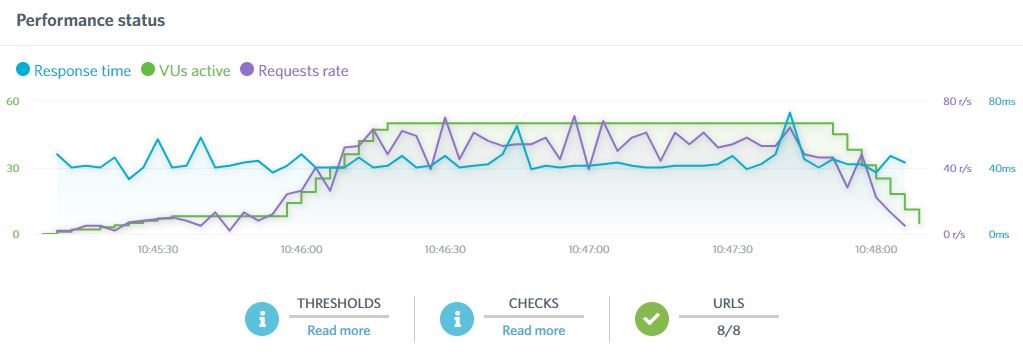 Performance status
Response time VUs active Requests rate
60 80 r/s 80ms
30 40 r/s 40ms
0 0 r/s 0ms
10:45:30 10:46:00 10:46:30 10:47:00 10:47:30 10:48:00
THRESHOLDS CHECKS URLS
Read more Read more 8/8